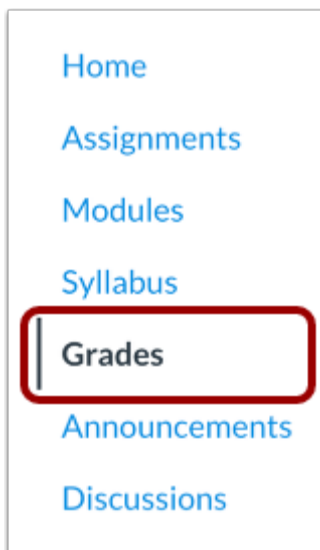 Home
Assignments
Modules
Syllabus
Grades
Announcements
Discussions